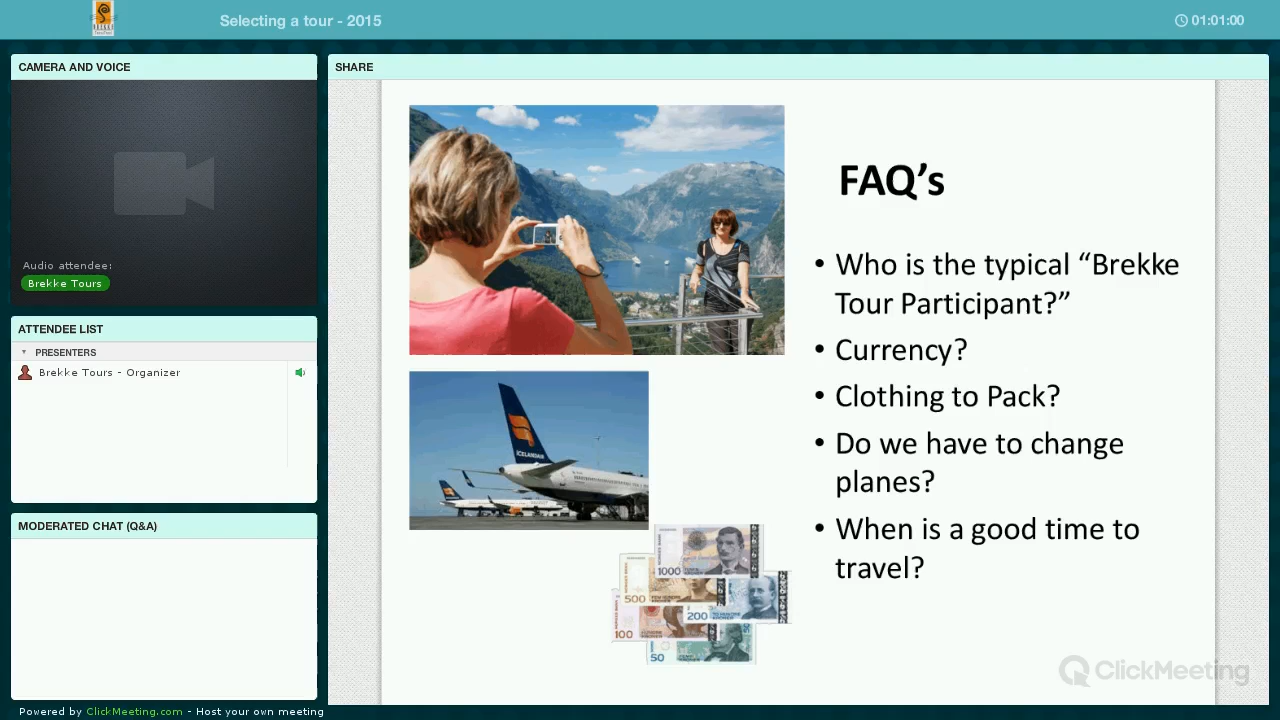 Selecting a tour - 2015
01:01:00
CAMERA AND VOICE
Audio attendee:
Brekke Tours
ATTENDEE LIST
PRESENTERS
Brekke Tours - Organizer
MODERATED CHAT (Q&A)
Powered by ClickMeeting.com - Host your own meeting
SHARE
FAQ’s
• Who is the typical “Brekke
Tour Participant?”
• Currency?
• Clothing to Pack?
• Do we have to change
planes?
• When is a good time to
travel?
ICELANDAIR
1000
500
200
100
50
ClickMeeting